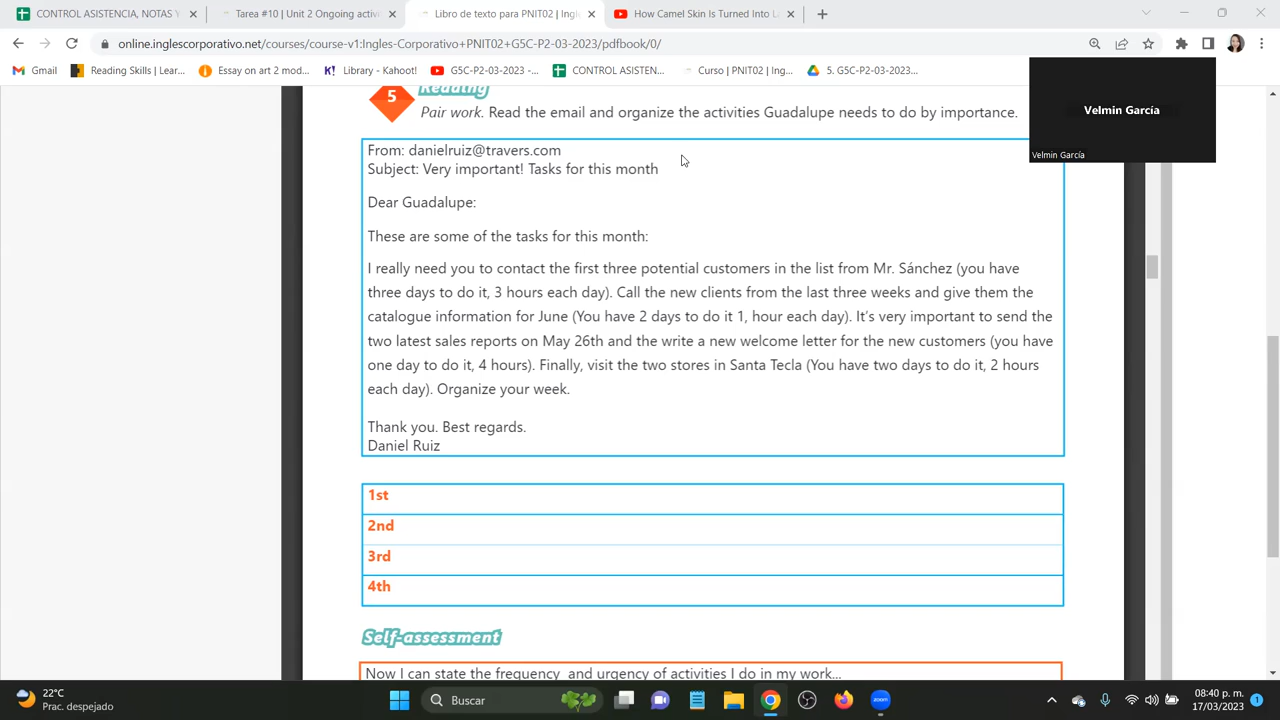 CONTROL ASISTENCIA, NOTAS Y
Tarea #10 | Unit 2 Ongoing activi
Libro de texto para PNIT02 | Ingl
How Camel Skin Is Turned Into L
online.inglescorporativo.net/courses/course-v1:Ingles-Corporativo+PNIT02+G5C-P2-03-2023/pdfbook/0/
Gmail
Reading Skills | Lear...
Essay on art 2 mod...
Library - Kahoot!
G5C-P2-03-2023 -...
CONTROL ASISTEN...
Curso | PNIT02 | Ing...
5. G5C-P2-03-2023...
Velmin García
Velmin García
5
Reading
Pair work. Read the email and organize the activities Guadalupe needs to do by importance.
From: danielruiz@travers.com
Subject: Very important! Tasks for this month
Dear Guadalupe:
These are some of the tasks for this month:
I really need you to contact the first three potential customers in the list from Mr. Sánchez (you have
three days to do it, 3 hours each day). Call the new clients from the last three weeks and give them the
catalogue information for June (You have 2 days to do it 1, hour each day). It's very important to send the
two latest sales reports on May 26th and the write a new welcome letter for the new customers (you have
one day to do it, 4 hours). Finally, visit the two stores in Santa Tecla (You have two days to do it, 2 hours
each day). Organize your week.
Thank you. Best regards.
Daniel Ruiz
1st
2nd
3rd
4th
Self-assessment
Now I can state the frequency and urgency of activities I do in my work...
22°C
Prac. despejado
Buscar
08:40 p. m.
17/03/2023
1